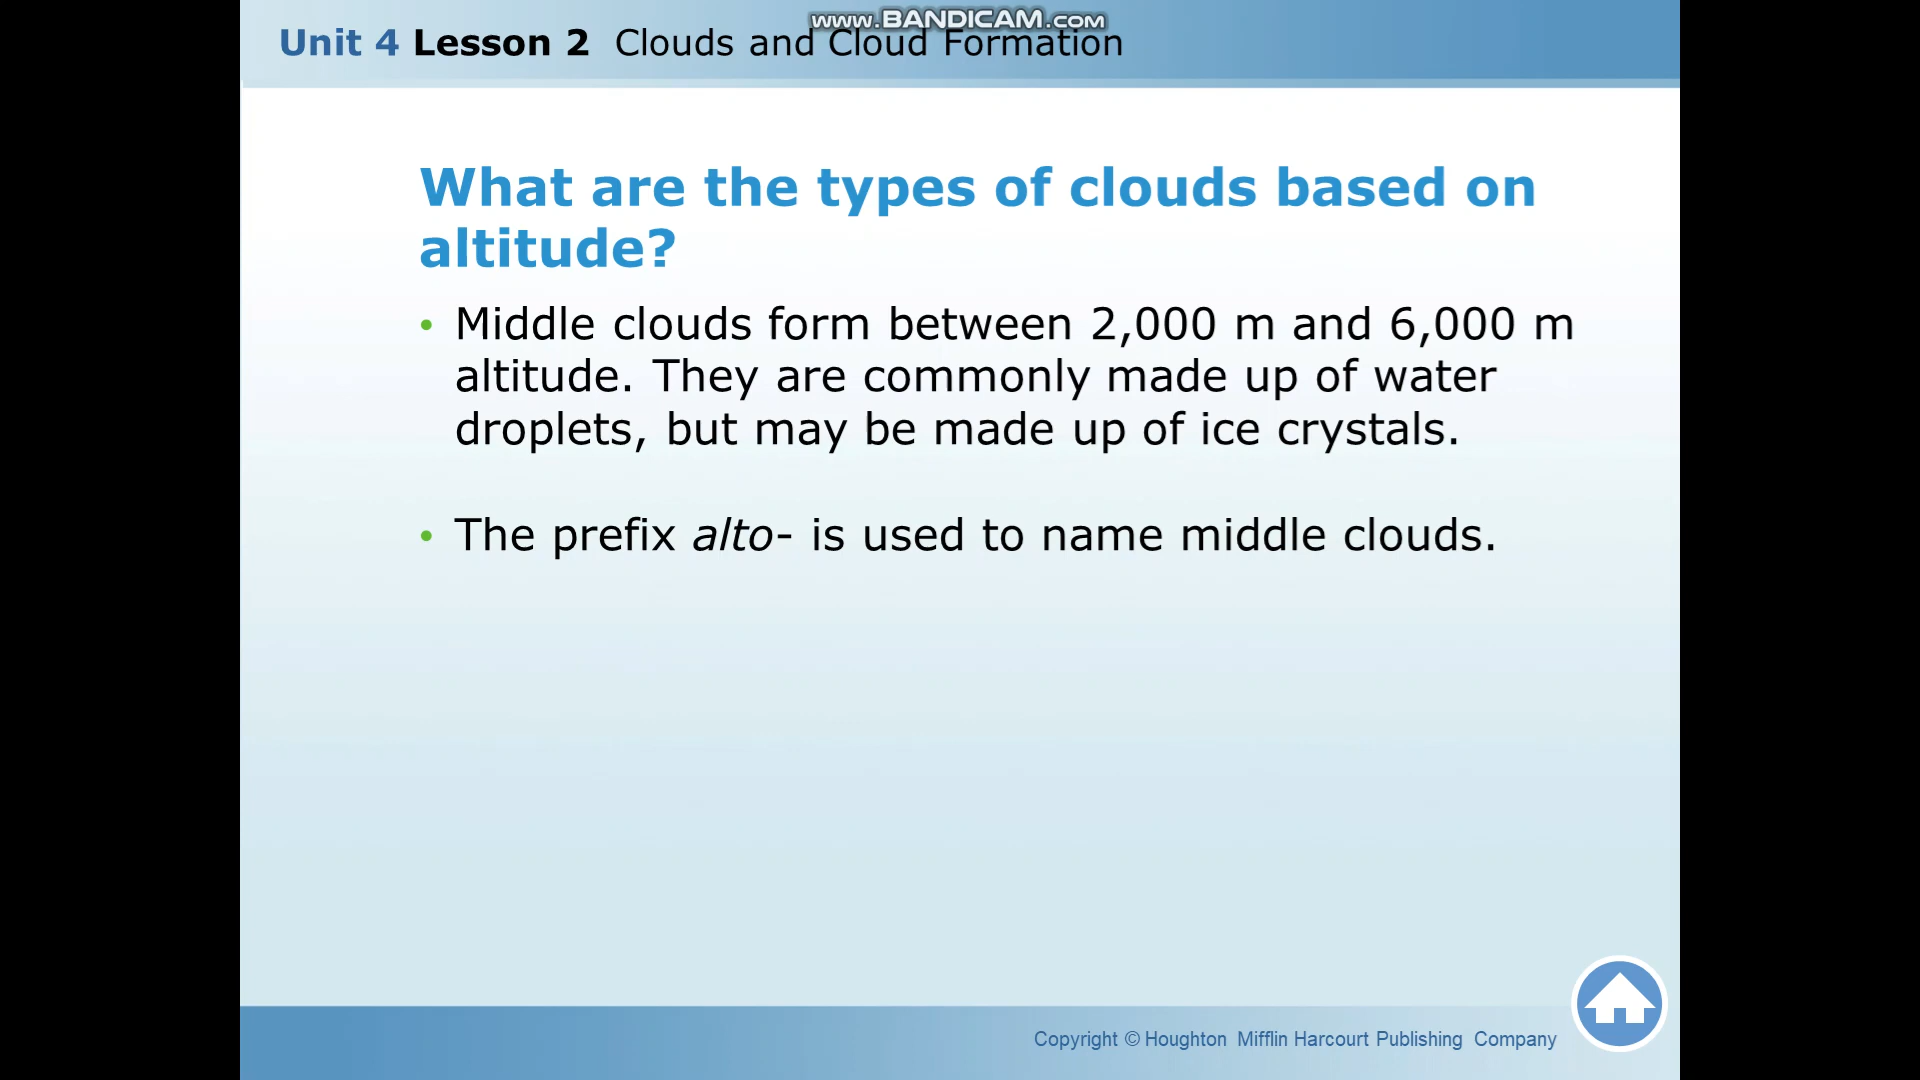 www.BANDICAM.com
Unit 4 Lesson 2 Clouds and Cloud Formation
What are the types of clouds based on
altitude?
• Middle clouds form between 2,000 m and 6,000 m
altitude. They are commonly made up of water
droplets, but may be made up of ice crystals.
• The prefix alto- is used to name middle clouds.
Copyright © Houghton Mifflin Harcourt Publishing Company